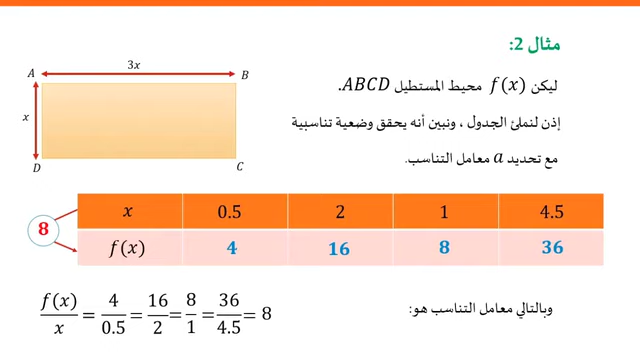 مثال 2:
ليكن f(x) محيط المستطيل ABCD.
إذن لنملئ الجدول ، ونبين أنه يحقق وضعية تناسبية
مع تحديد a معامل التناسب.
3x
A B
x
D C
x 0.5 2 1 4.5
8
f(x) 4 16 8 36
وبالتالي معامل التناسب هو:
f(x)/x = 4/0.5 = 16/2 = 8/1 = 36/4.5 = 8